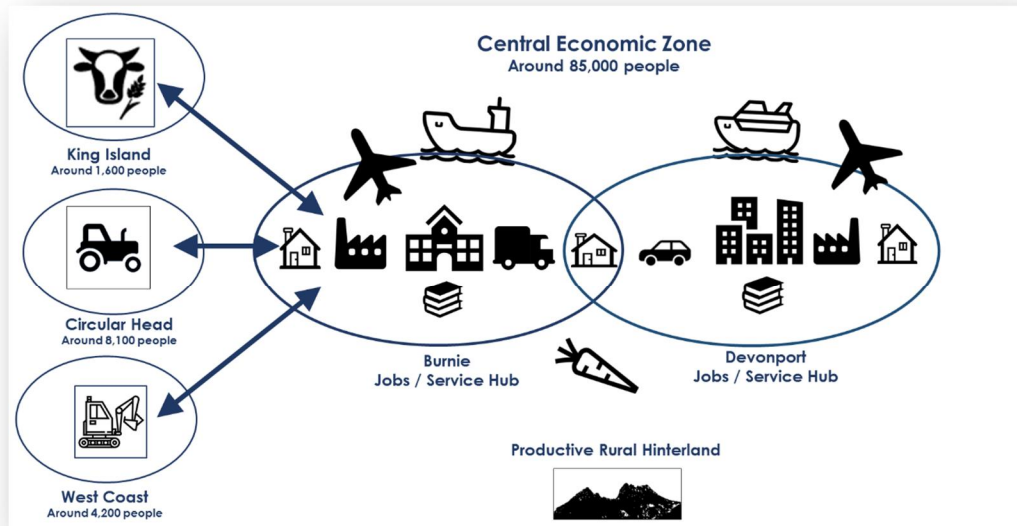 Central Economic Zone
Around 85,000 people
King Island
Around 1,600 people
Circular Head
Around 8,100 people
West Coast
Around 4,200 people
Burnie
Jobs / Service Hub
Devonport
Jobs / Service Hub
Productive Rural Hinterland